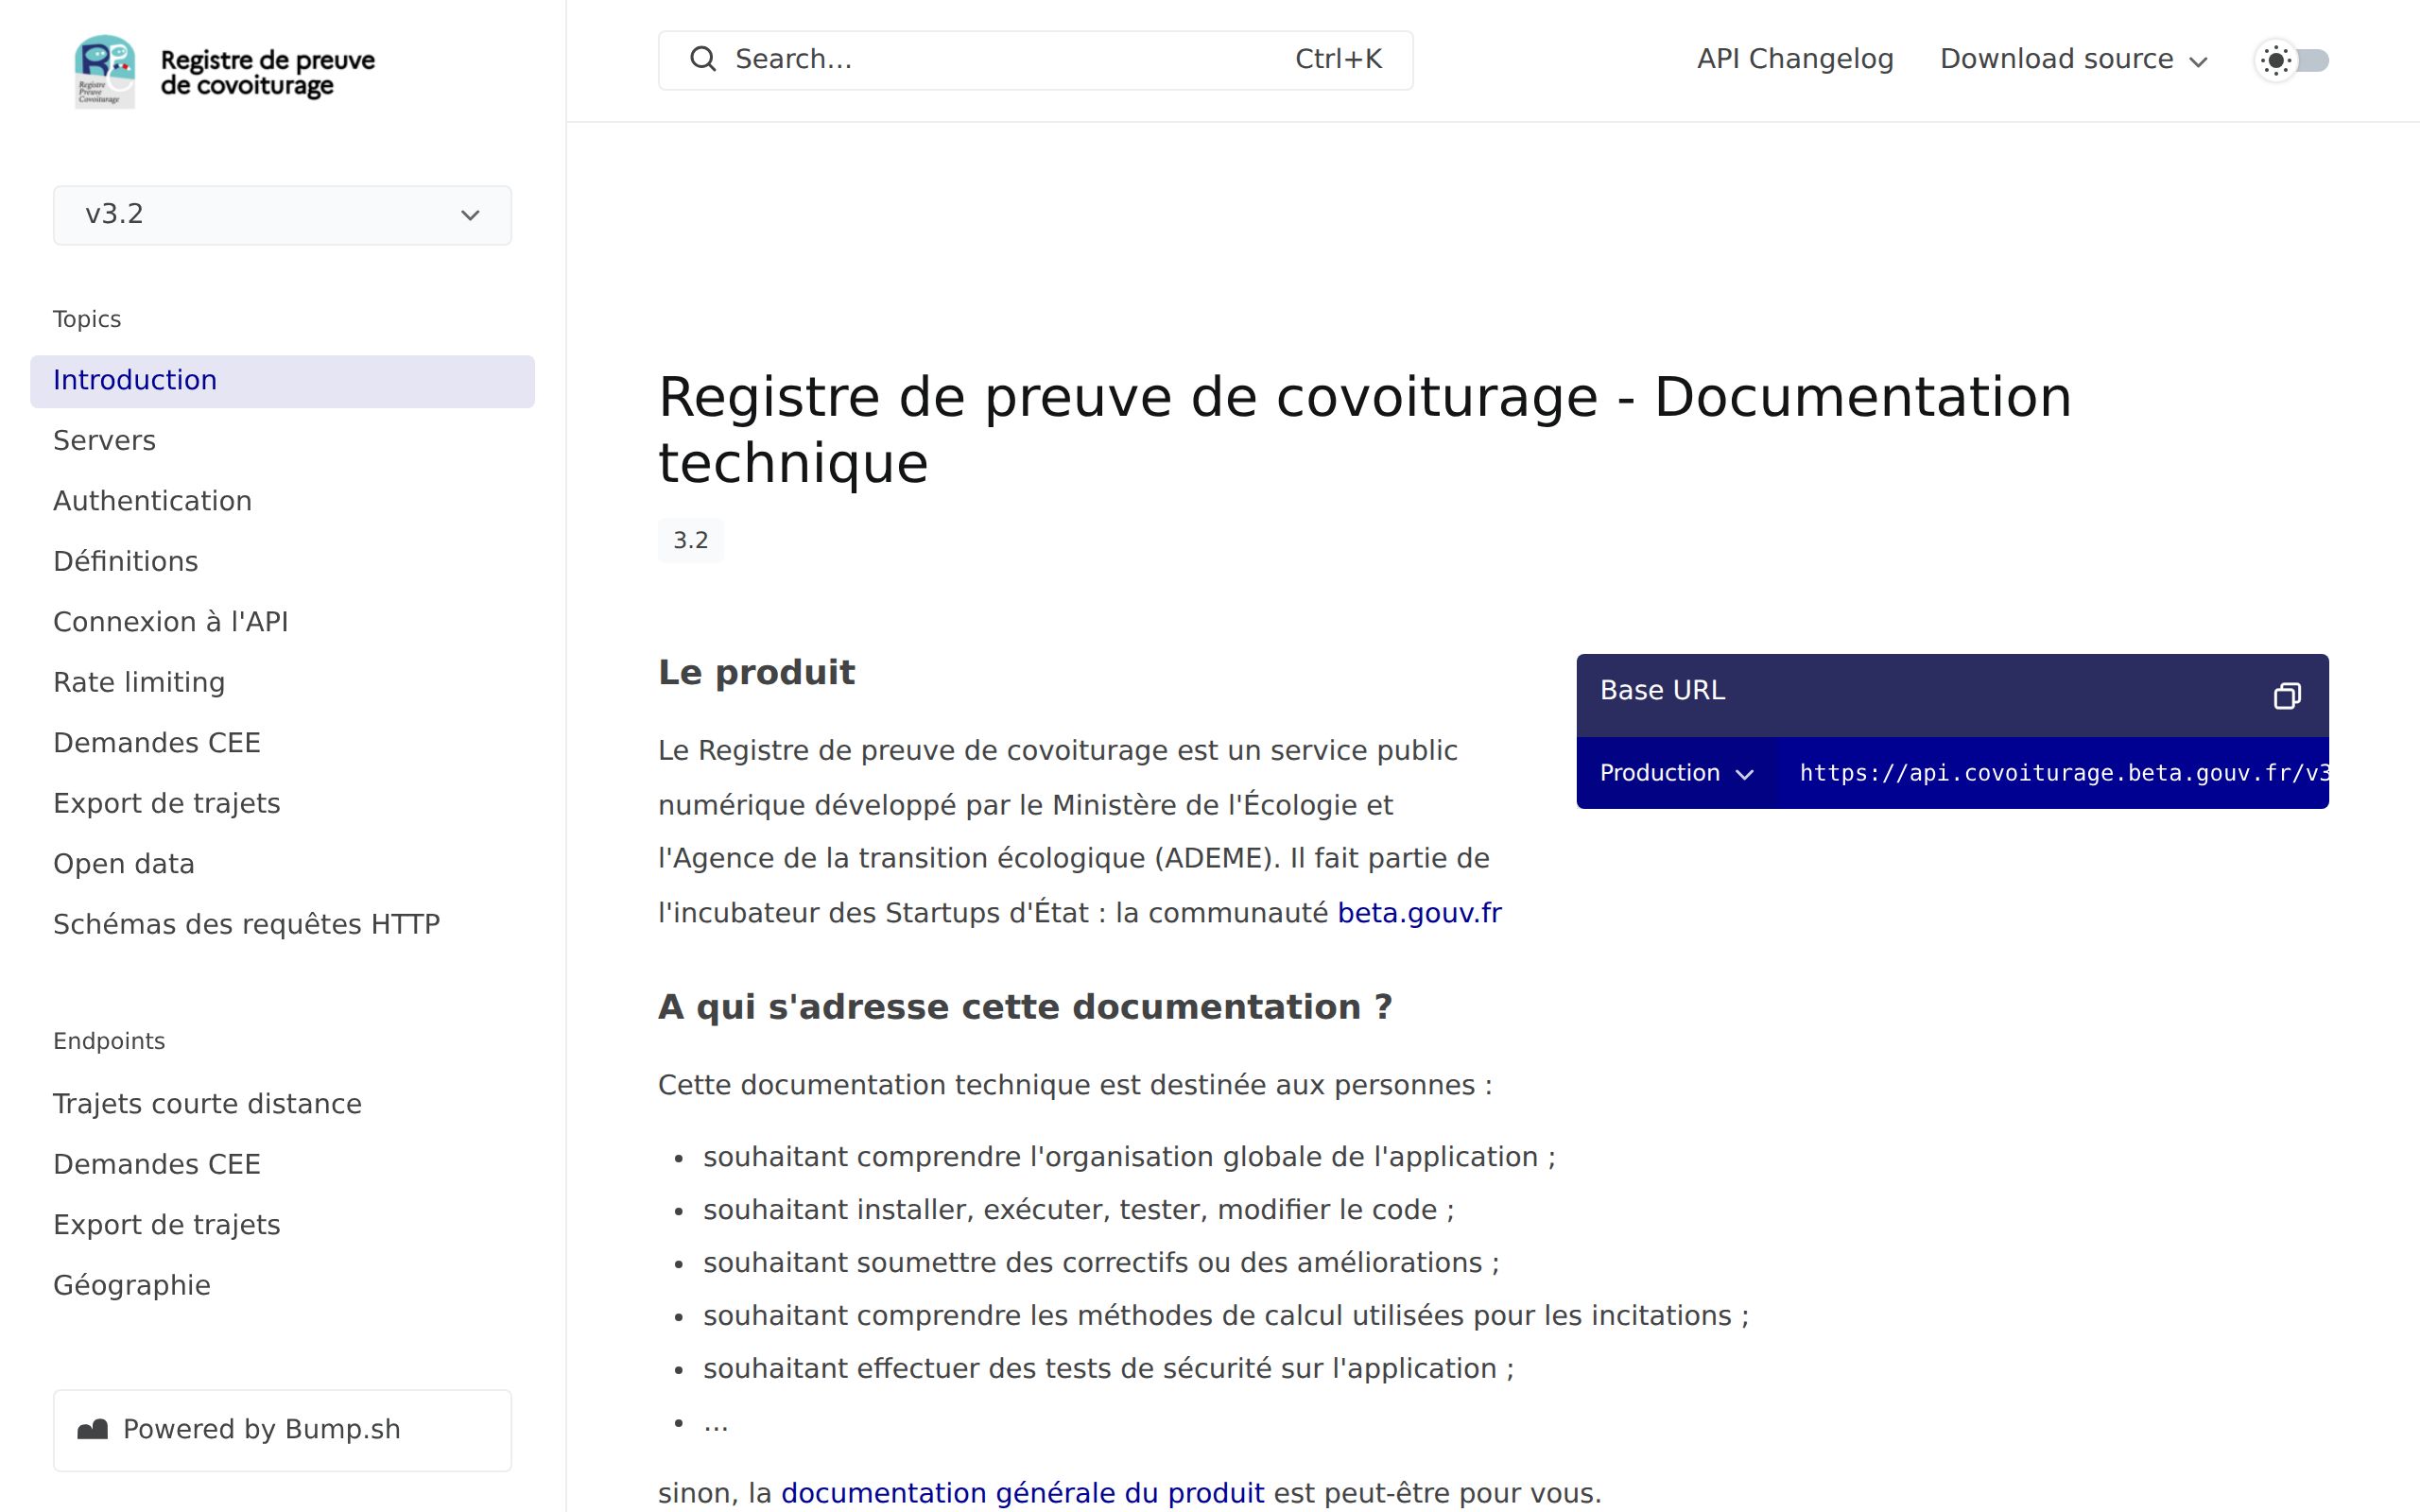 Registre de preuve
de covoiturage
Registre
Preuve
Covoiturage
v3.2
Topics
Introduction
Servers
Authentication
Définitions
Connexion à l'API
Rate limiting
Demandes CEE
Export de trajets
Open data
Schémas des requêtes HTTP
Endpoints
Trajets courte distance
Demandes CEE
Export de trajets
Géographie
Powered by Bump.sh
Search... Ctrl+K
API Changelog Download source
Registre de preuve de covoiturage - Documentation
technique
3.2
Le produit
Le Registre de preuve de covoiturage est un service public
numérique développé par le Ministère de l'Écologie et
l'Agence de la transition écologique (ADEME). Il fait partie de
l'incubateur des Startups d'État : la communauté beta.gouv.fr
Base URL
Production https://api.covoiturage.beta.gouv.fr/v3
A qui s'adresse cette documentation ?
Cette documentation technique est destinée aux personnes :
• souhaitant comprendre l'organisation globale de l'application ;
• souhaitant installer, exécuter, tester, modifier le code ;
• souhaitant soumettre des correctifs ou des améliorations ;
• souhaitant comprendre les méthodes de calcul utilisées pour les incitations ;
• souhaitant effectuer des tests de sécurité sur l'application ;
• ...
sinon, la documentation générale du produit est peut-être pour vous.